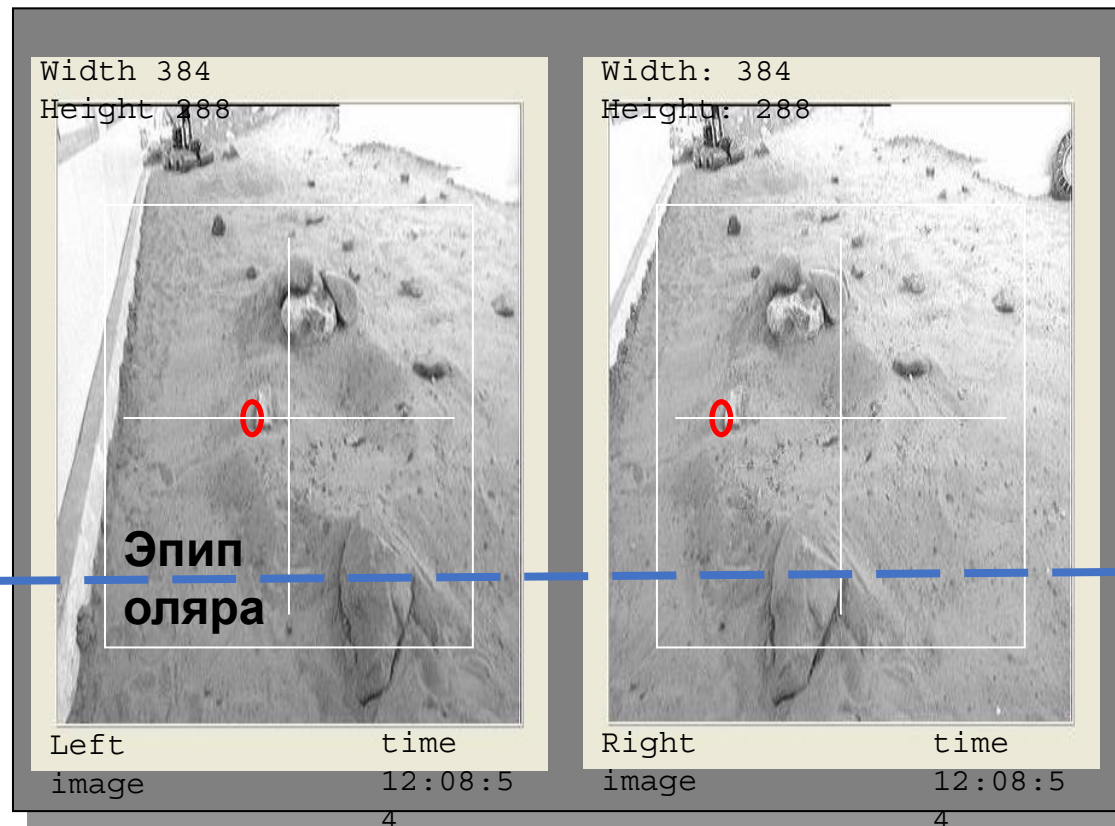 Width 384
Height 288
Width: 384
Height: 288
Эпип
оляра
Left
image
time
12:08:5
4
Right
image
time
12:08:5
4